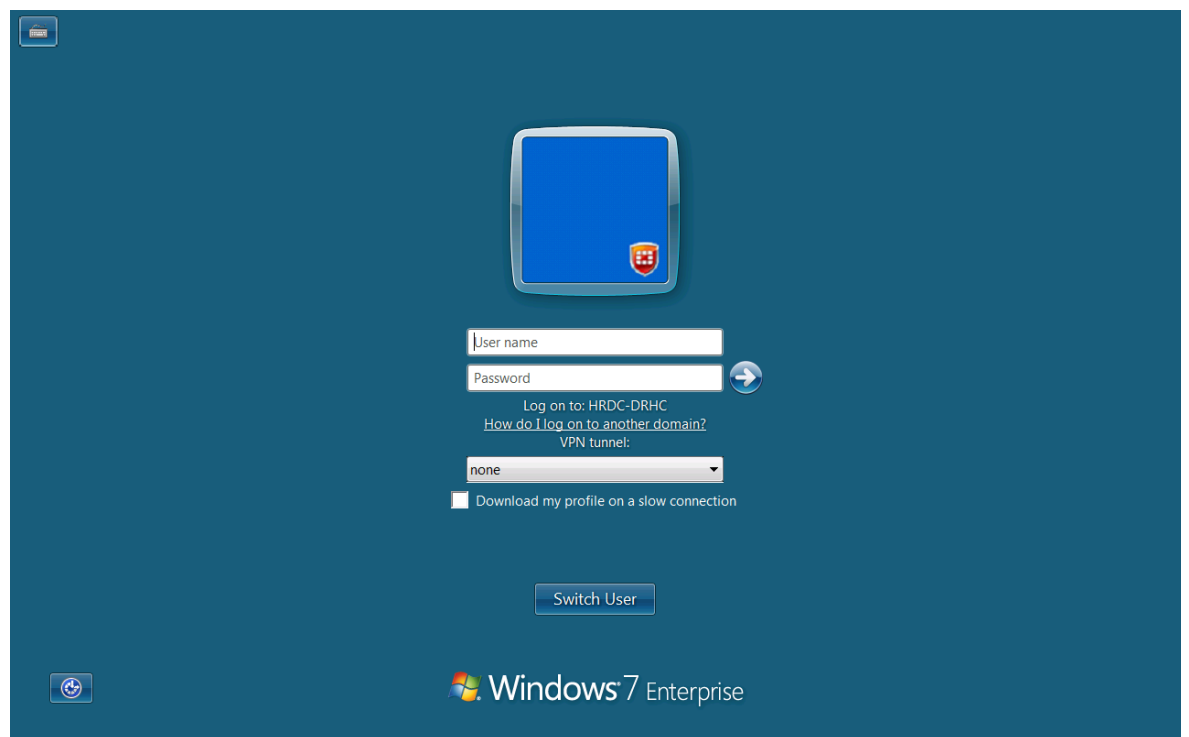 User name
Password
Log on to: HRDC-DRHC
How do I log on to another domain?
VPN tunnel:
none
Download my profile on a slow connection
Switch User
Windows 7 Enterprise